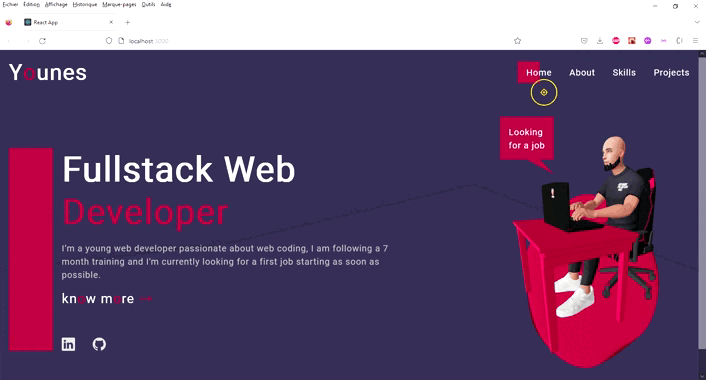 Fichier Édition Affichage Historique Marque-pages Outils Aide
React App
localhost:3000
Younes
Home About Skills Projects
Looking
for a job
Fullstack Web
Developer
I'm a young web developer passionate about web coding, I am following a 7
month training and I'm currently looking for a first job starting as soon as
possible.
know more